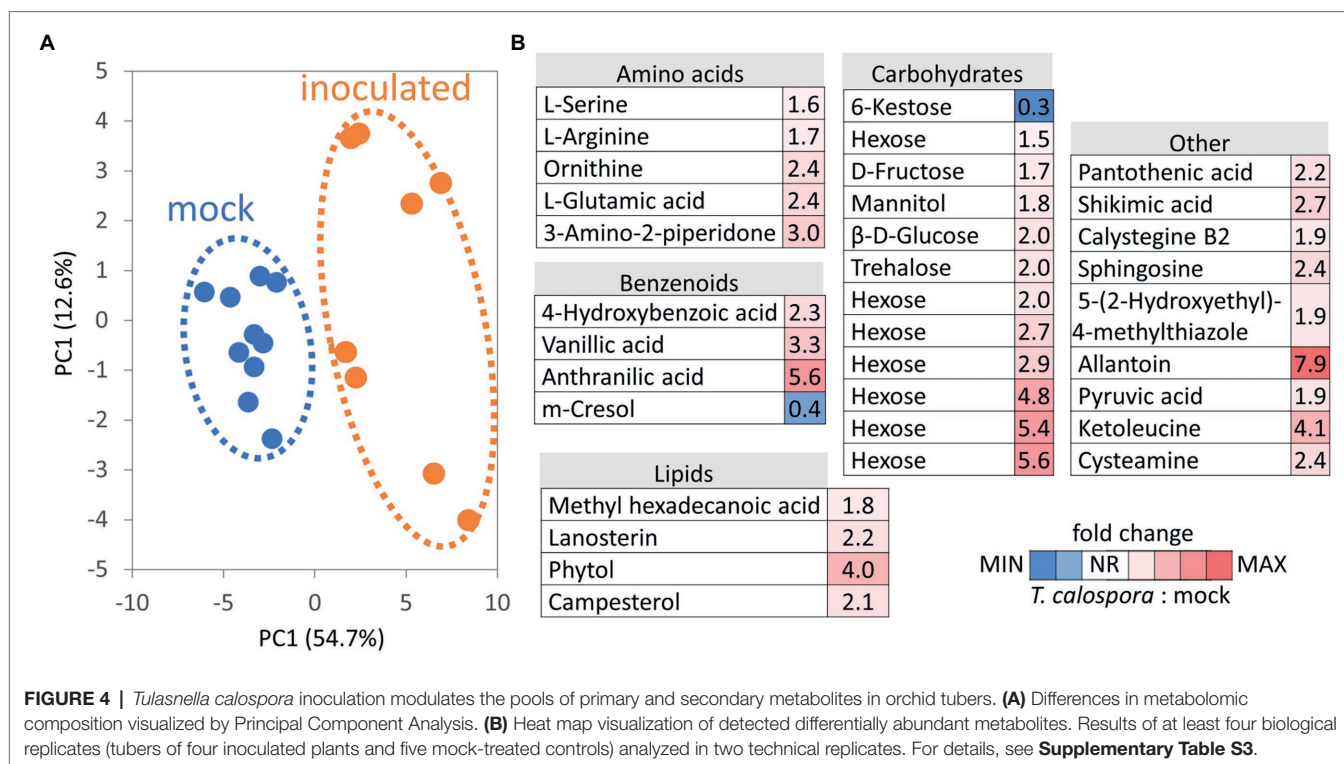 A
inoculated
mock
PC1 (12.6%)
5
4
3
2
1
0
-1
-2
-3
-4
-5
-10
-5
0
5
10
PC1 (54.7%)
B
Amino acids
L-Serine 1.6
L-Arginine 1.7
Ornithine 2.4
L-Glutamic acid 2.4
3-Amino-2-piperidone 3.0
Benzenoids
4-Hydroxybenzoic acid 2.3
Vanillic acid 3.3
Anthranilic acid 5.6
m-Cresol 0.4
Lipids
Methyl hexadecanoic acid 1.8
Lanosterin 2.2
Phytol 4.0
Campesterol 2.1
Carbohydrates
6-Kestose 0.3
Hexose 1.5
D-Fructose 1.7
Mannitol 1.8
β-D-Glucose 2.0
Trehalose 2.0
Hexose 2.0
Hexose 2.7
Hexose 2.9
Hexose 4.8
Hexose 5.4
Hexose 5.6
Other
Pantothenic acid 2.2
Shikimic acid 2.7
Calystegine B2 1.9
Sphingosine 2.4
5-(2-Hydroxyethyl)-
4-methylthiazole 1.9
Allantoin 7.9
Pyruvic acid 1.9
Ketoleucine 4.1
Cysteamine 2.4
fold change
MIN NR MAX
T. calospora : mock
FIGURE 4 | Tulasnella calospora inoculation modulates the pools of primary and secondary metabolites in orchid tubers. (A) Differences in metabolomic
composition visualized by Principal Component Analysis. (B) Heat map visualization of detected differentially abundant metabolites. Results of at least four biological
replicates (tubers of four inoculated plants and five mock-treated controls) analyzed in two technical replicates. For details, see Supplementary Table S3.